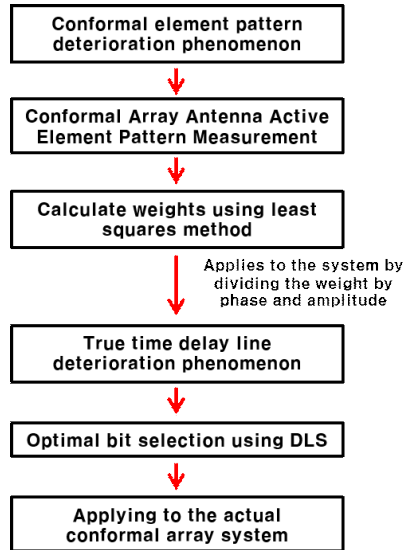 Conformal element pattern
deterioration phenomenon
Conformal Array Antenna Active
Element Pattern Measurement
Calculate weights using least
squares method
Applies to the system by
dividing the weight by
phase and amplitude
True time delay line
deterioration phenomenon
Optimal bit selection using DLS
Applying to the actual
conformal array system